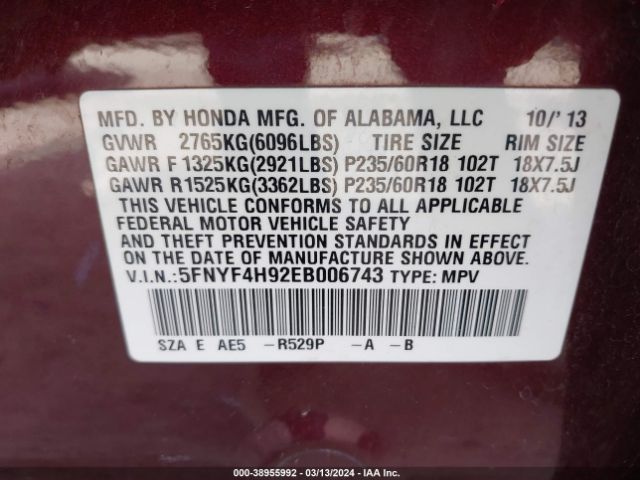 MFD. BY HONDA MFG. OF ALABAMA, LLC 10/'13
GVWR 2765KG(6096LBS) TIRE SIZE RIM SIZE
GAWR F 1325KG(2921LBS) P235/60R18 102T 18X7.5J
GAWR R1525KG(3362LBS) P235/60R18 102T 18X7.5J
THIS VEHICLE CONFORMS TO ALL APPLICABLE
FEDERAL MOTOR VEHICLE SAFETY
AND THEFT PREVENTION STANDARDS IN EFFECT
ON THE DATE OF MANUFACTURE SHOWN ABOVE.
V.I.N.:5FNYF4H92EB006743 TYPE: MPV
SZA E AE5 -R529P -A -B
000-38955992 - 03/13/2024 - IAA Inc.